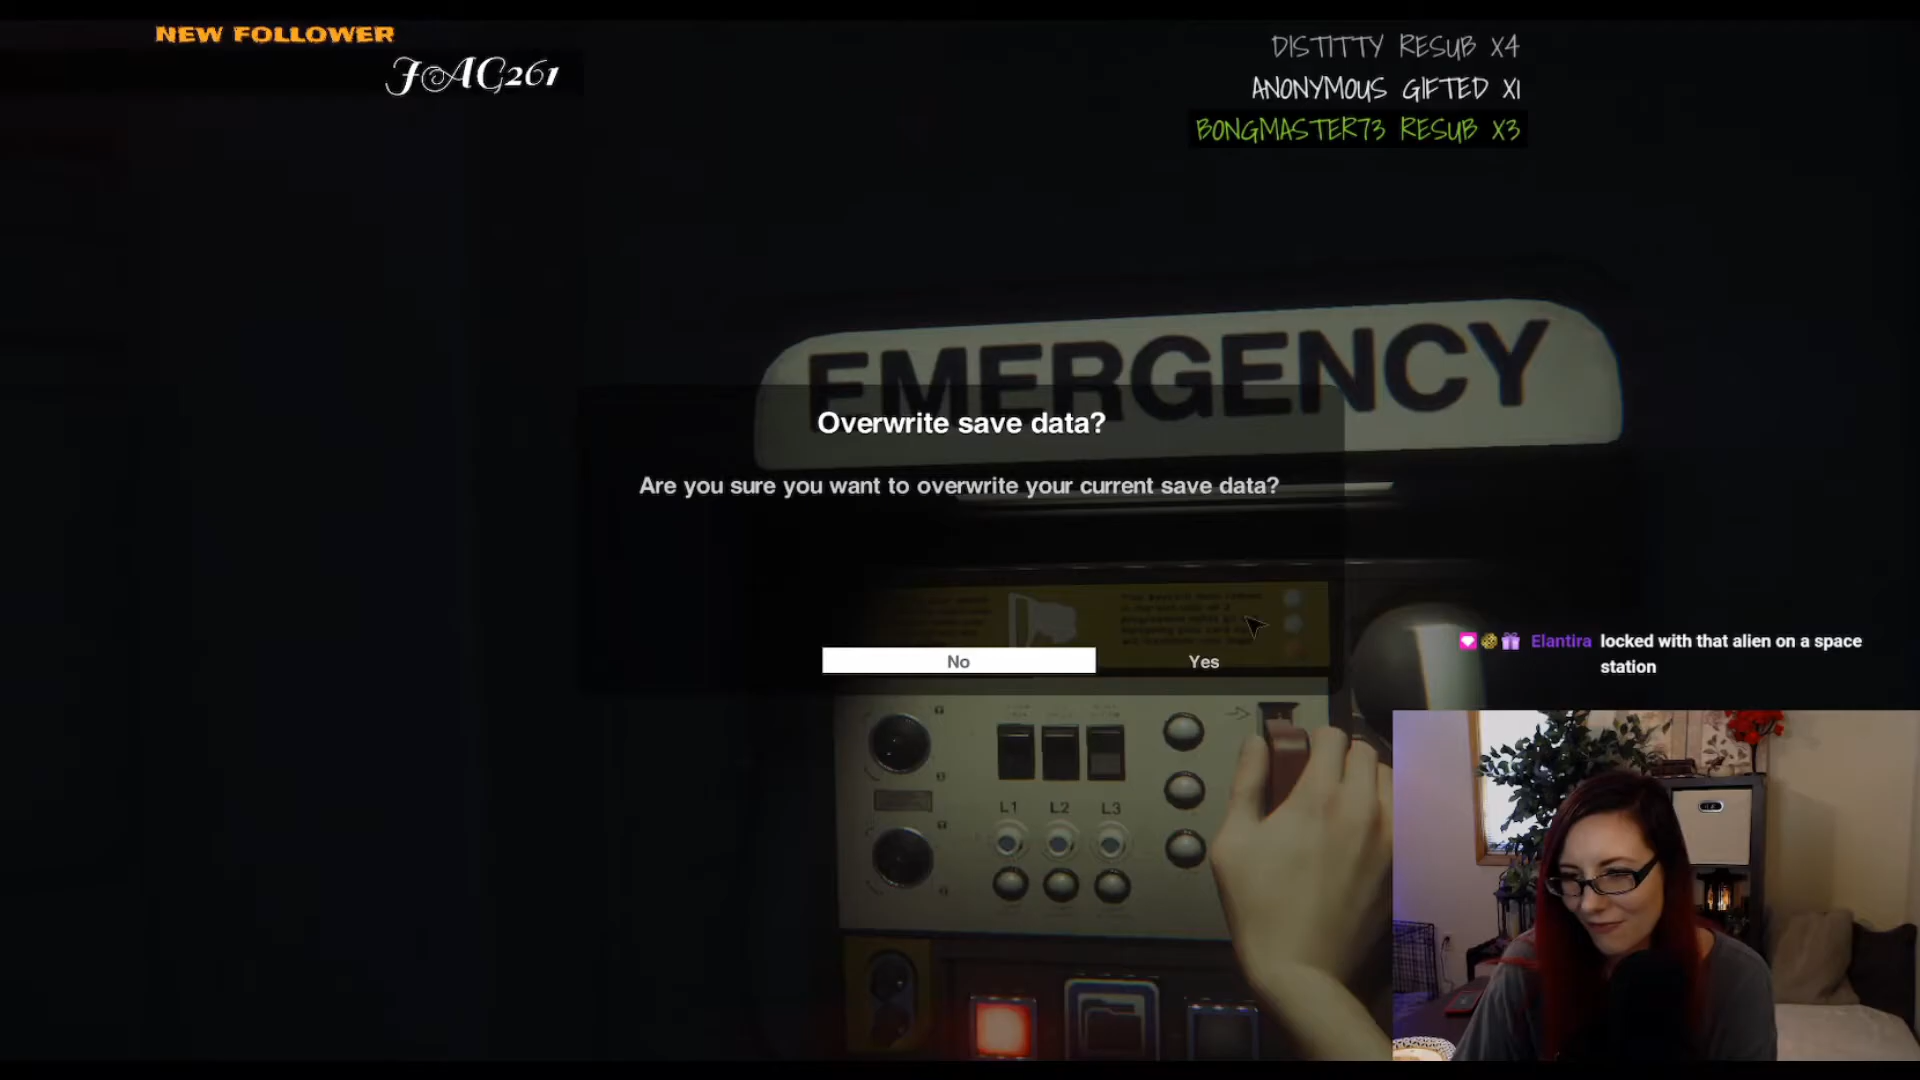 NEW FOLLOWER
JAG261
DISTITTY RESUB X4
ANONYMOUS GIFTED X1
BONGMASTER73 RESUB X3
EMERGENCY
Overwrite save data?
Are you sure you want to overwrite your current save data?
No
Yes
Elantira locked with that alien on a space
station
L1 L2 L3